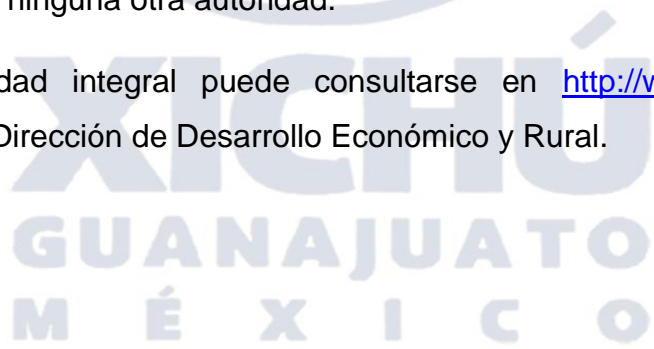 ninguna otra autoridad.
dad integral puede consultarse en http://w
Dirección de Desarrollo Económico y Rural.
XICHÚ
GUANAJUATO
MÉXICO